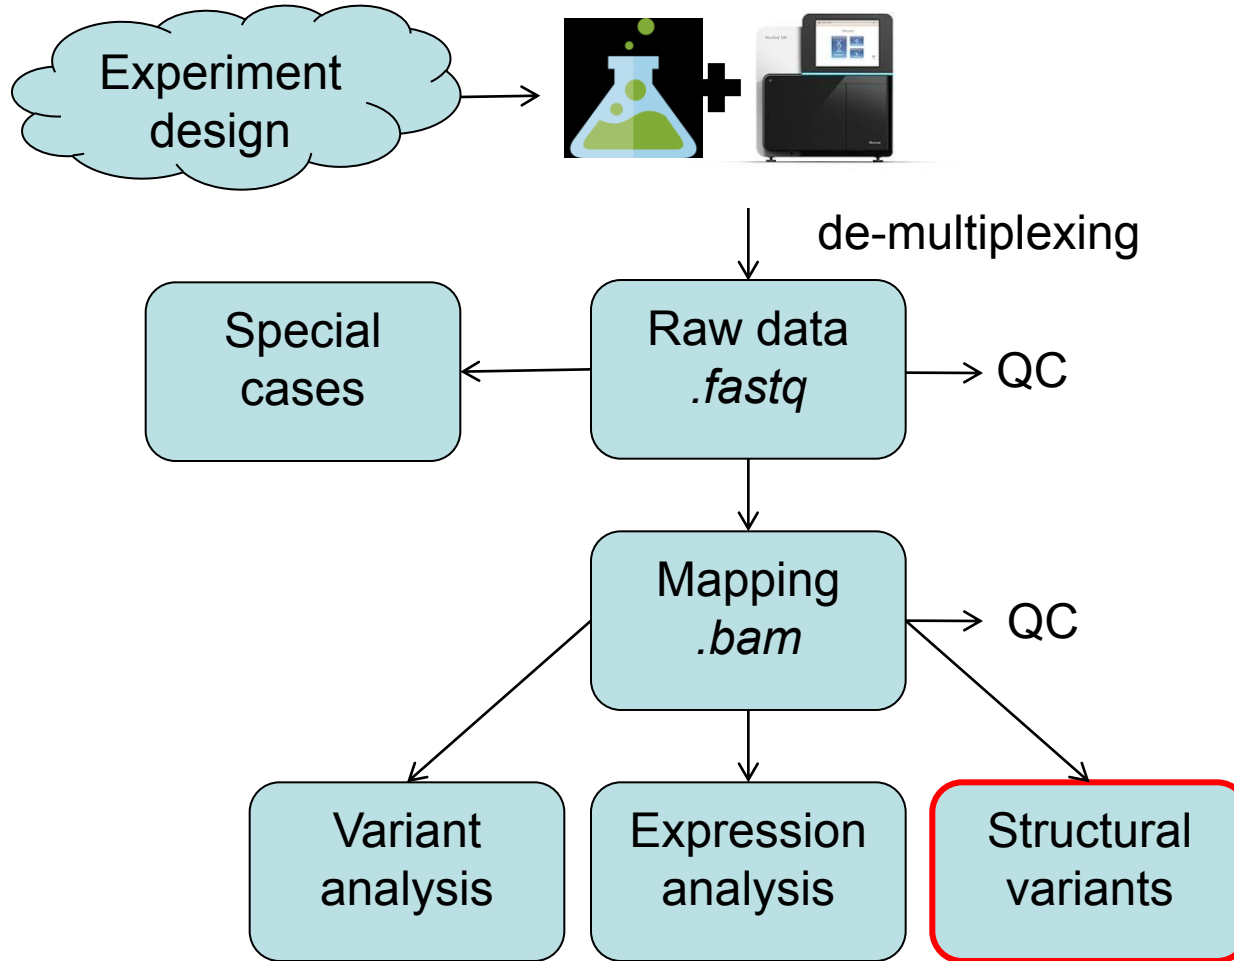 Experiment
design
de-multiplexing
Special
cases
Raw data
.fastq
QC
Mapping
.bam
QC
Variant
analysis
Expression
analysis
Structural
variants